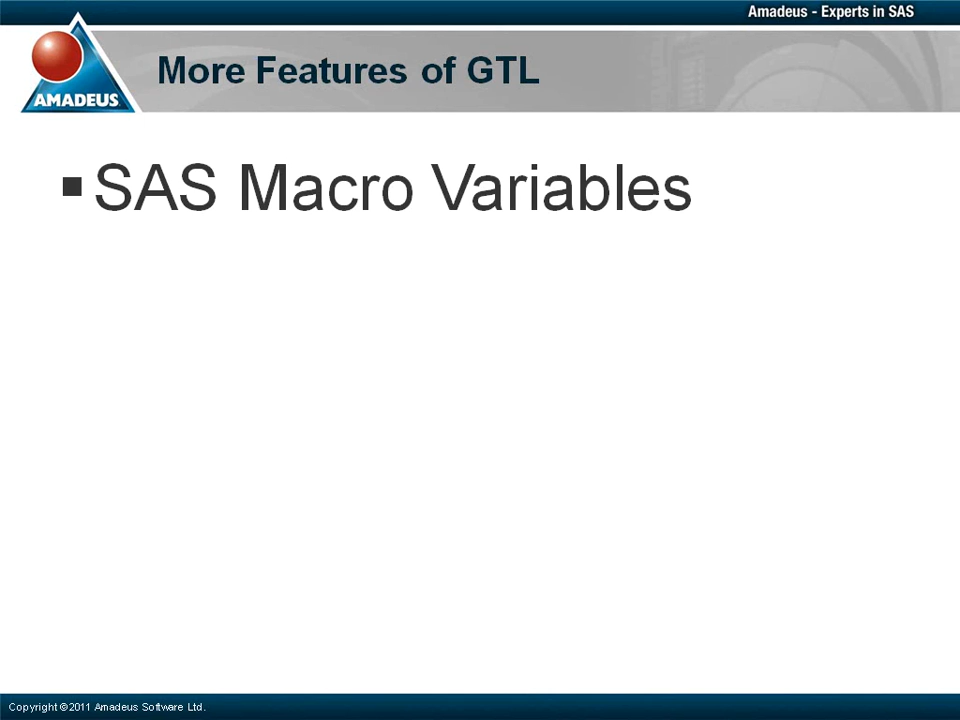 Amadeus - Experts in SAS
More Features of GTL
AMADEUS
▪ SAS Macro Variables
Copyright ©2011 Amadeus Software Ltd.